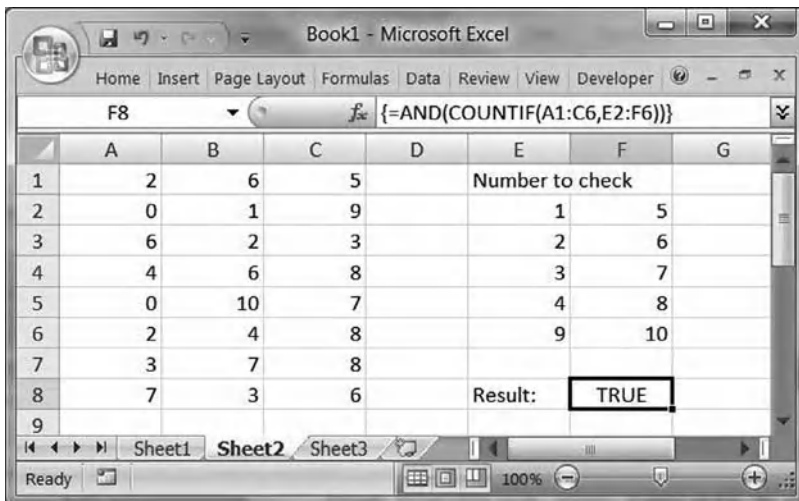 Book1 - Microsoft Excel
Home Insert Page Layout Formulas Data Review View Developer
F8 fx {=AND(COUNTIF(A1:C6,E2:F6))}
A B C D E F G
1 2 6 5 Number to check
2 0 1 9 1 5
3 6 2 3 2 6
4 4 6 8 3 7
5 0 10 7 4 8
6 2 4 8 9 10
7 3 7 8
8 7 3 6 Result: TRUE
9
Sheet1 Sheet2 Sheet3
Ready 100%